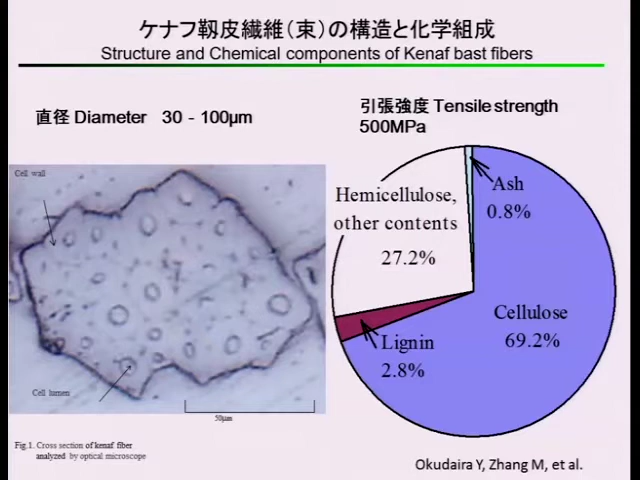 ケナフ靱皮繊維（束）の構造と化学組成
Structure and Chemical components of Kenaf bast fibers
直径 Diameter 30 - 100µm
引張強度 Tensile strength
500MPa
Cell wall
Cell lumen
50µm
Fig.1. Cross section of kenaf fiber
analyzed by optical microscope
Hemicellulose,
other contents
27.2%
Ash
0.8%
Cellulose
69.2%
Lignin
2.8%
Okudaira Y, Zhang M, et al.